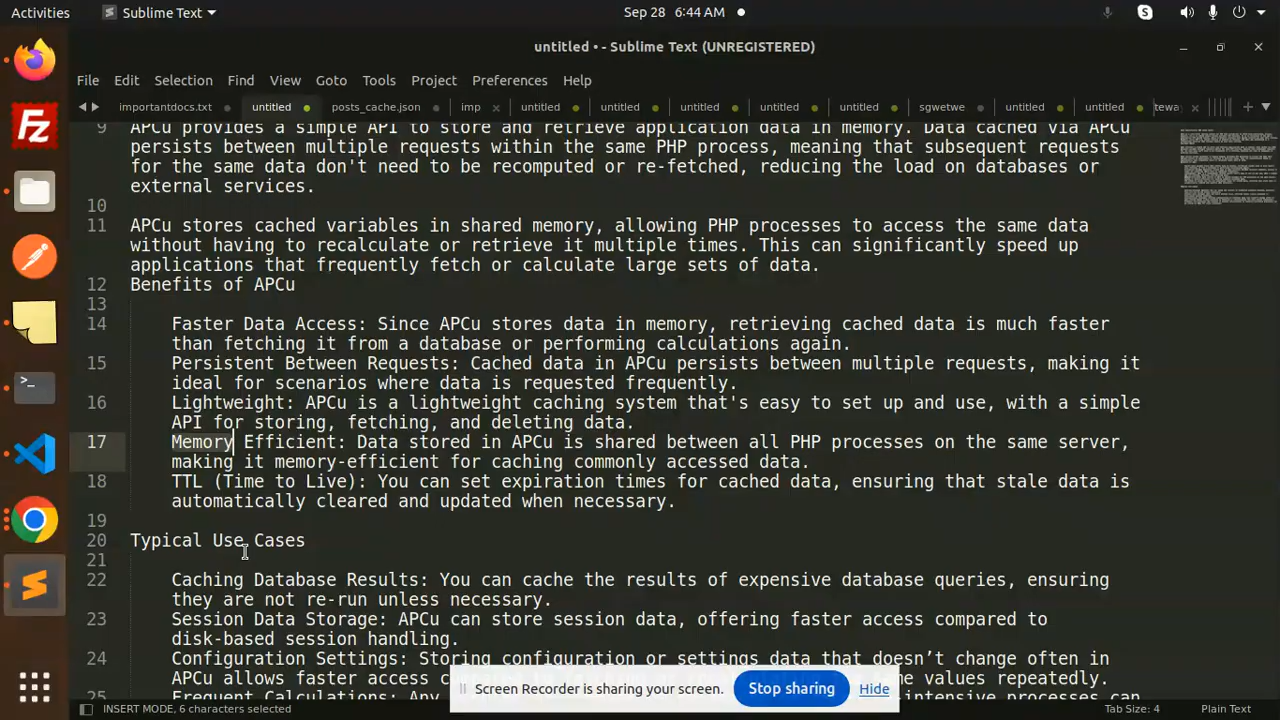 Activities
Sublime Text
Sep 28 6:44 AM
untitled • - Sublime Text (UNREGISTERED)
File Edit Selection Find View Goto Tools Project Preferences Help
importantdocs.txt untitled posts_cache.json imp untitled untitled untitled untitled untitled sgwetwe untitled untitled tewa
9 APCu provides a simple API to store and retrieve application data in memory. Data cached via APCu
persists between multiple requests within the same PHP process, meaning that subsequent requests
for the same data don't need to be recomputed or re-fetched, reducing the load on databases or
external services.
10
11 APCu stores cached variables in shared memory, allowing PHP processes to access the same data
without having to recalculate or retrieve it multiple times. This can significantly speed up
applications that frequently fetch or calculate large sets of data.
12 Benefits of APCu
13
14 Faster Data Access: Since APCu stores data in memory, retrieving cached data is much faster
than fetching it from a database or performing calculations again.
15 Persistent Between Requests: Cached data in APCu persists between multiple requests, making it
ideal for scenarios where data is requested frequently.
16 Lightweight: APCu is a lightweight caching system that's easy to set up and use, with a simple
API for storing, fetching, and deleting data.
17 Memory Efficient: Data stored in APCu is shared between all PHP processes on the same server,
making it memory-efficient for caching commonly accessed data.
18 TTL (Time to Live): You can set expiration times for cached data, ensuring that stale data is
automatically cleared and updated when necessary.
19
20 Typical Use Cases
21
22 Caching Database Results: You can cache the results of expensive database queries, ensuring
they are not re-run unless necessary.
23 Session Data Storage: APCu can store session data, offering faster access compared to
disk-based session handling.
24 Configuration Settings: Storing configuration or settings data that doesn’t change often in
APCu allows faster access values repeatedly.
25 Frequent Calculations: Any -intensive processes can
Screen Recorder is sharing your screen. Stop sharing Hide
INSERT MODE, 6 characters selected
Tab Size: 4
Plain Text